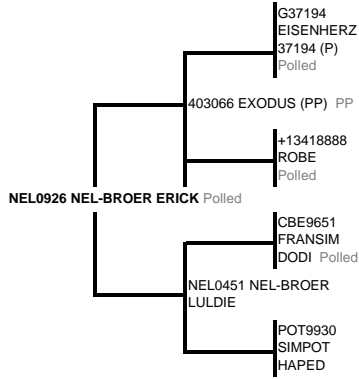 G37194
EISENHERZ
37194 (P)
Polled
403066 EXODUS (PP) PP
+13418888
ROBE
Polled
NEL0926 NEL-BROER ERICK Polled
CBE9651
FRANSIM
DODI Polled
NEL0451 NEL-BROER
LULDIE
POT9930
SIMPOT
HAPED